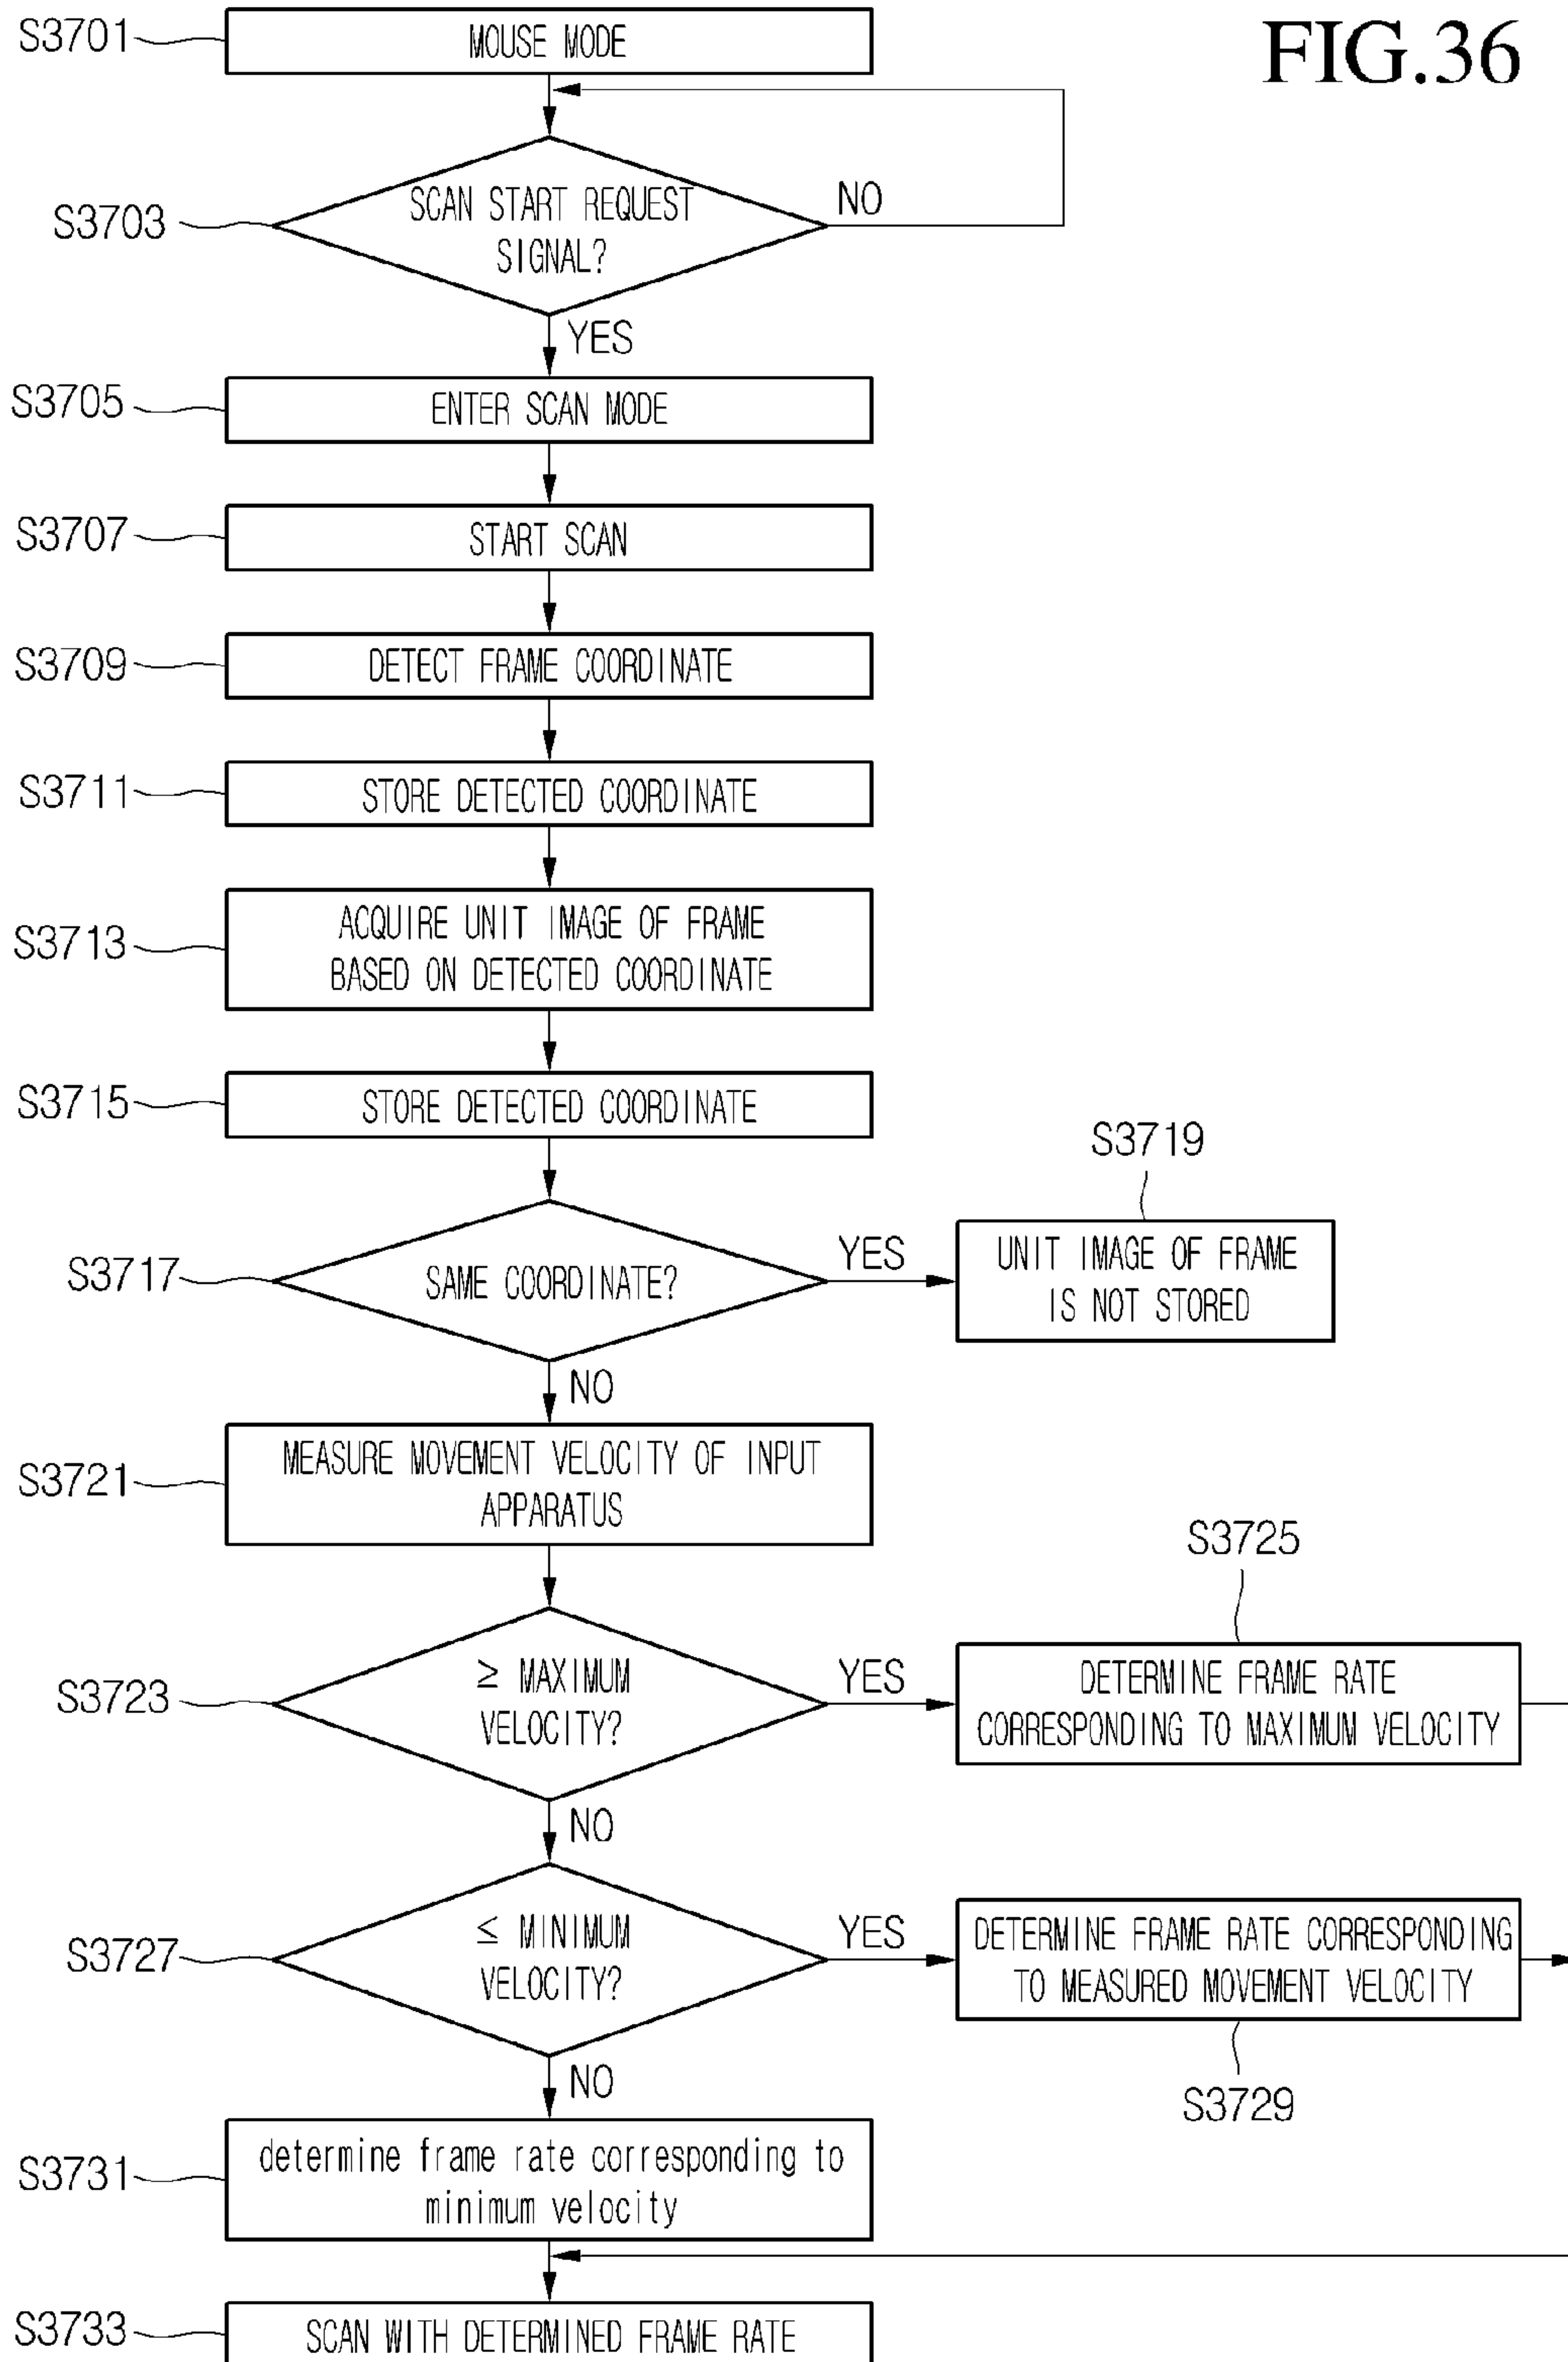 FIG.36
S3701
MOUSE MODE
S3703
SCAN START REQUEST
SIGNAL?
NO
YES
S3705
ENTER SCAN MODE
S3707
START SCAN
S3709
DETECT FRAME COORDINATE
S3711
STORE DETECTED COORDINATE
S3713
ACQUIRE UNIT IMAGE OF FRAME
BASED ON DETECTED COORDINATE
S3715
STORE DETECTED COORDINATE
S3717
SAME COORDINATE?
YES
S3719
UNIT IMAGE OF FRAME
IS NOT STORED
NO
S3721
MEASURE MOVEMENT VELOCITY OF INPUT
APPARATUS
S3723
≥ MAXIMUM
VELOCITY?
YES
S3725
DETERMINE FRAME RATE
CORRESPONDING TO MAXIMUM VELOCITY
NO
S3727
≤ MINIMUM
VELOCITY?
YES
DETERMINE FRAME RATE CORRESPONDING
TO MEASURED MOVEMENT VELOCITY
S3729
NO
S3731
determine frame rate corresponding to
minimum velocity
S3733
SCAN WITH DETERMINED FRAME RATE